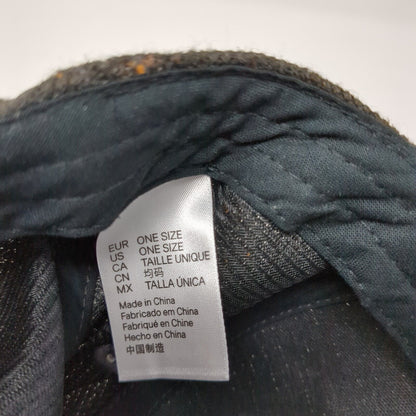 EUR ONE SIZE
US ONE SIZE
CA TAILLE UNIQUE
CN 均码
MX TALLA ÚNICA
Made in China
Fabricado em China
Fabriqué en Chine
Hecho en China
中国制造